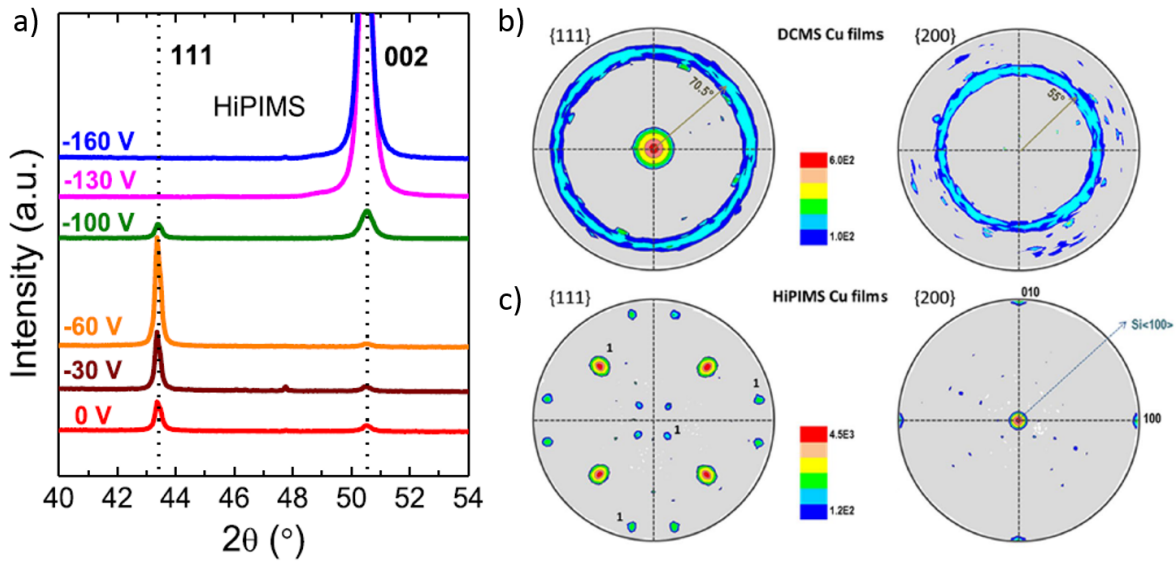 a)
111
002
HiPIMS
-160 V
-130 V
-100 V
-60 V
-30 V
0 V
Intensity (a.u.)
40 42 44 46 48 50 52 54
2θ (°)
b)
{111}
DCMS Cu films
{200}
70.5°
55°
6.0E2
1.0E2
c)
{111}
HiPIMS Cu films
{200}
010
Si<100>
100
1
1
1
1
4.5E3
1.2E2